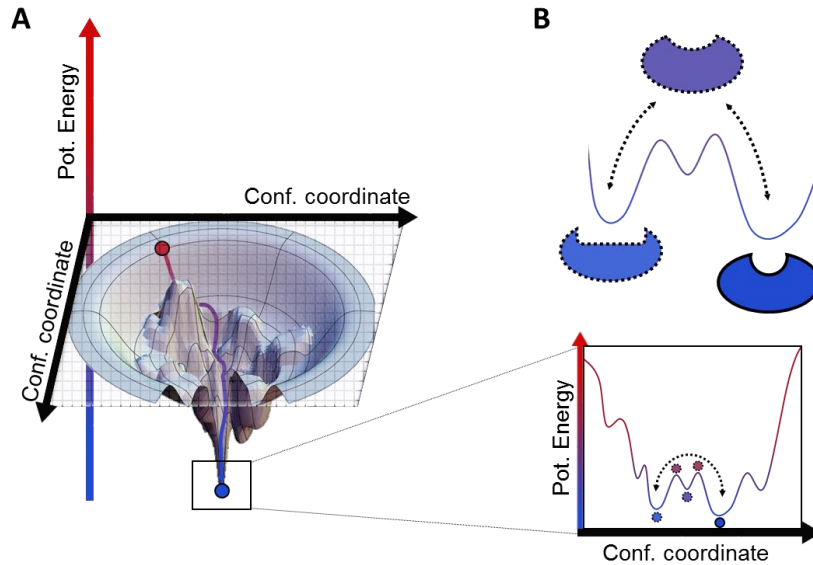 A
B
Pot. Energy
Conf. coordinate
Conf. coordinate
Pot. Energy
Conf. coordinate